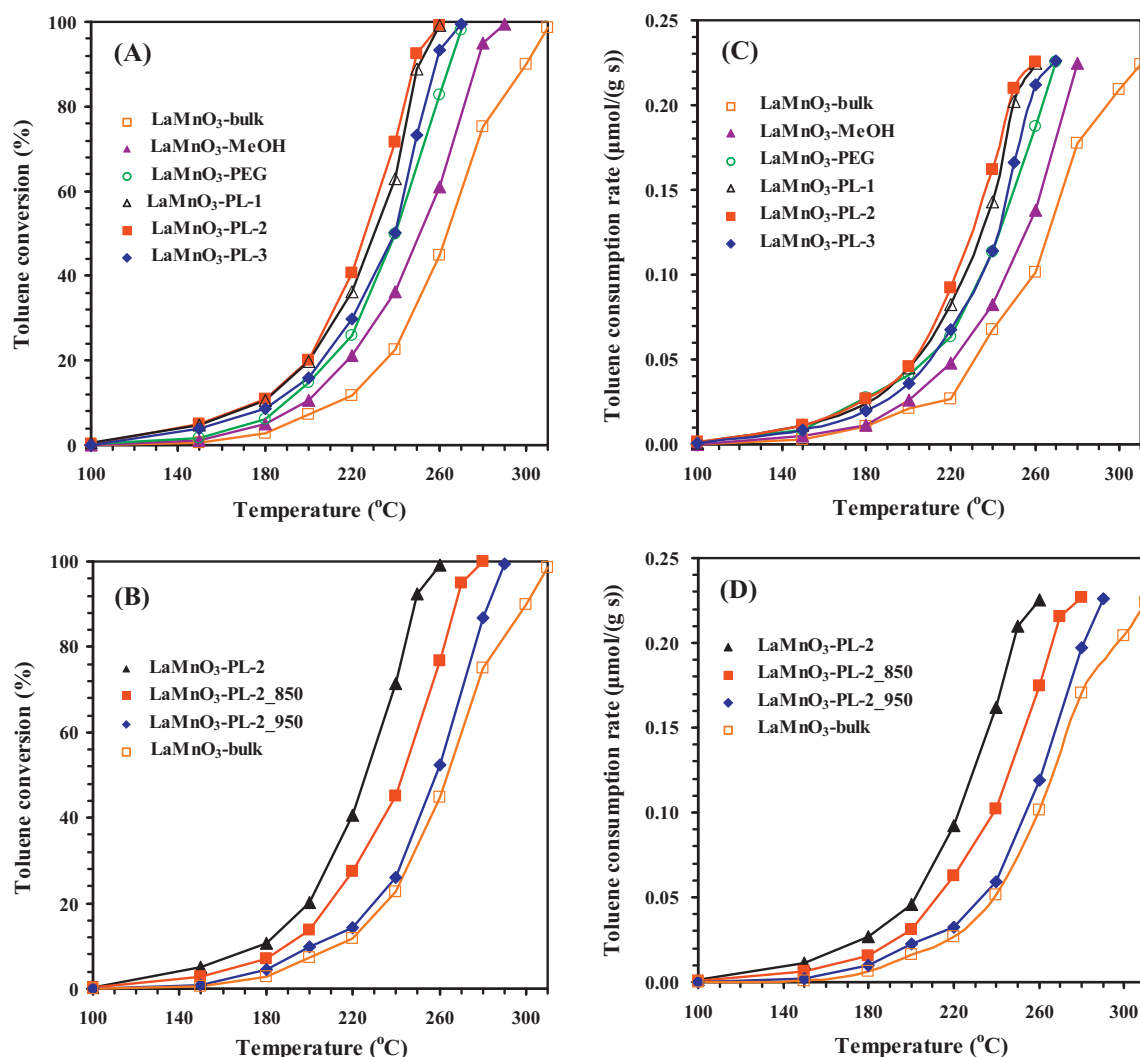 (A)
LaMnO₃-bulk
LaMnO₃-MeOH
LaMnO₃-PEG
LaMnO₃-PL-1
LaMnO₃-PL-2
LaMnO₃-PL-3
Toluene conversion (%)
100
80
60
40
20
0
100 140 180 220 260 300
Temperature (°C)
(C)
LaMnO₃-bulk
LaMnO₃-MeOH
LaMnO₃-PEG
LaMnO₃-PL-1
LaMnO₃-PL-2
LaMnO₃-PL-3
Toluene consumption rate (μmol/(g s))
0.25
0.20
0.15
0.10
0.05
0.00
100 140 180 220 260 300
Temperature (°C)
(B)
LaMnO₃-PL-2
LaMnO₃-PL-2_850
LaMnO₃-PL-2_950
LaMnO₃-bulk
Toluene conversion (%)
100
80
60
40
20
0
100 140 180 220 260 300
Temperature (°C)
(D)
LaMnO₃-PL-2
LaMnO₃-PL-2_850
LaMnO₃-PL-2_950
LaMnO₃-bulk
Toluene consumption rate (μmol/(g s))
0.25
0.20
0.15
0.10
0.05
0.00
100 140 180 220 260 300
Temperature (°C)